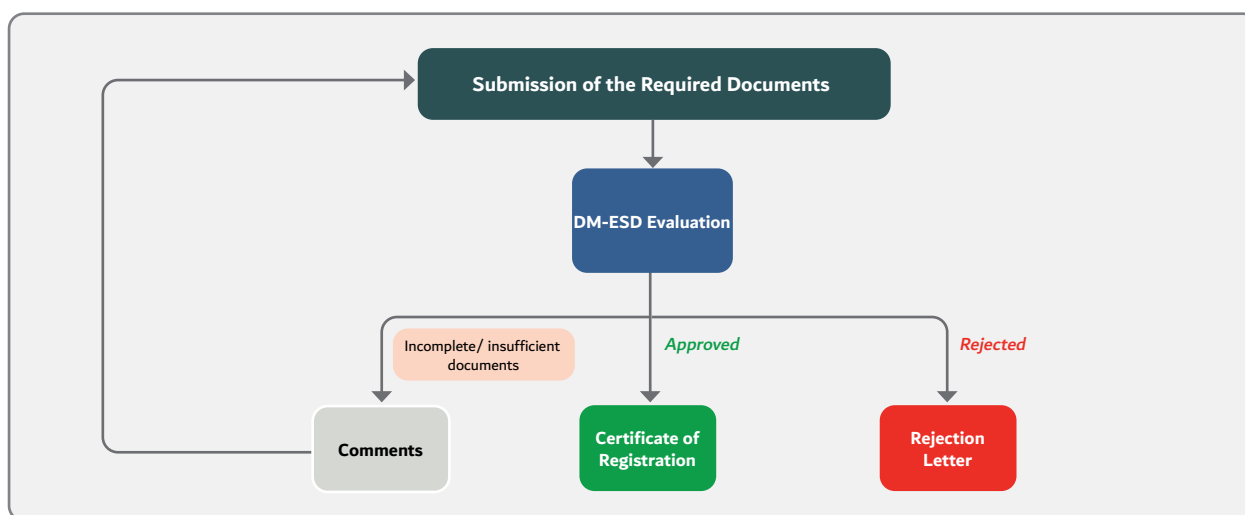 Submission of the Required Documents
DM-ESD Evaluation
Incomplete/ insufficient
documents
Approved
Rejected
Comments
Certificate of
Registration
Rejection
Letter